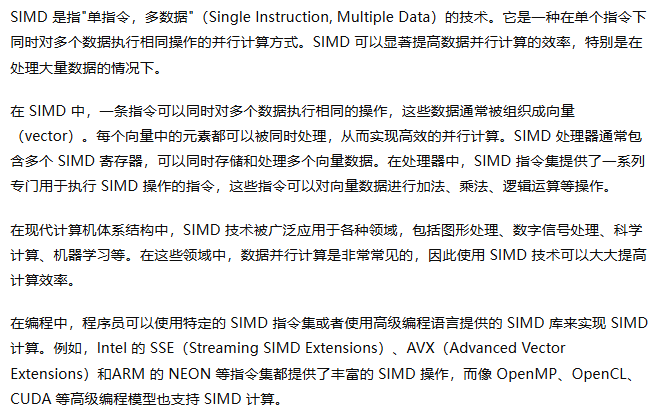 SIMD 是指"单指令，多数据"（Single Instruction, Multiple Data）的技术。它是一种在单个指令下
同时对多个数据执行相同操作的并行计算方式。SIMD 可以显著提高数据并行计算的效率，特别是在
处理大量数据的情况下。
在 SIMD 中，一条指令可以同时对多个数据执行相同的操作，这些数据通常被组织成向量
（vector）。每个向量中的元素都可以被同时处理，从而实现高效的并行计算。SIMD 处理器通常包
含多个 SIMD 寄存器，可以同时存储和处理多个向量数据。在处理器中，SIMD 指令集提供了一系列
专门用于执行 SIMD 操作的指令，这些指令可以对向量数据进行加法、乘法、逻辑运算等操作。
在现代计算机体系结构中，SIMD 技术被广泛应用于各种领域，包括图形处理、数字信号处理、科学
计算、机器学习等。在这些领域中，数据并行计算是非常常见的，因此使用 SIMD 技术可以大大提高
计算效率。
在编程中，程序员可以使用特定的 SIMD 指令集或者使用高级编程语言提供的 SIMD 库来实现 SIMD
计算。例如，Intel 的 SSE（Streaming SIMD Extensions）、AVX（Advanced Vector
Extensions）和ARM 的 NEON 等指令集都提供了丰富的 SIMD 操作，而像 OpenMP、OpenCL、
CUDA 等高级编程模型也支持 SIMD 计算。